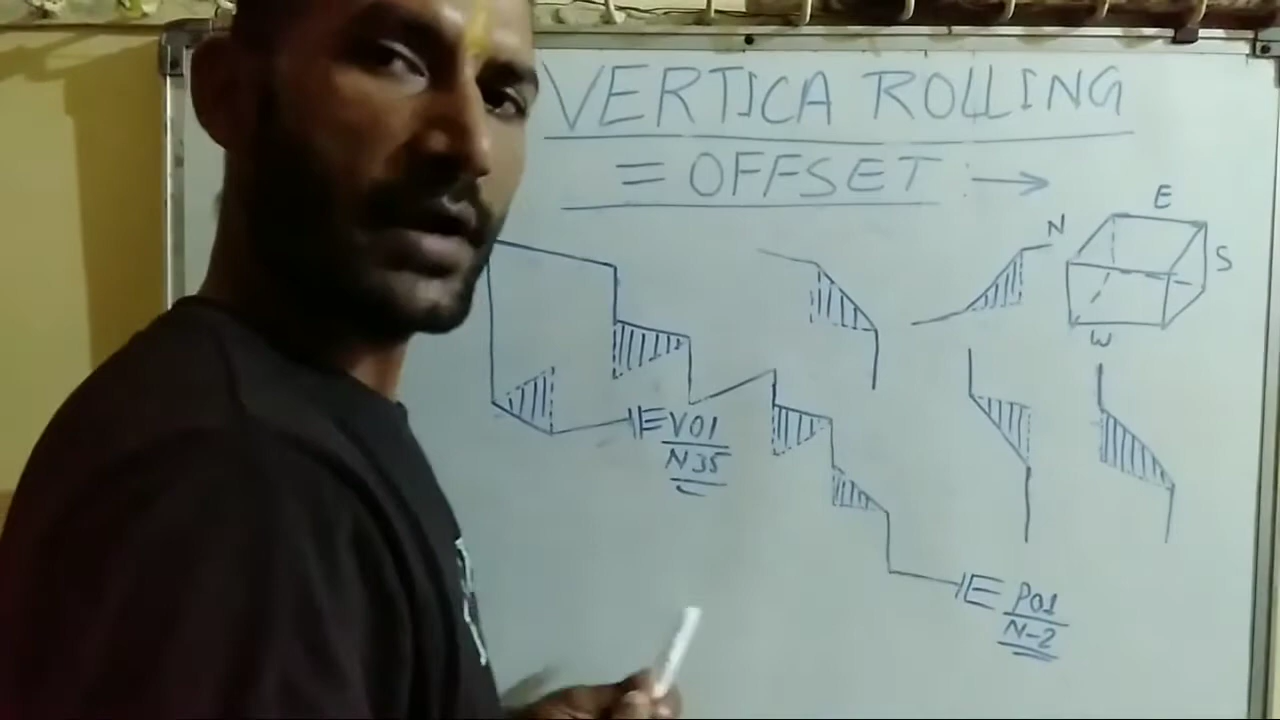 VERTICA ROLLING
= OFFSET : →
E
N
S
W
V01
N35
P01
N-2